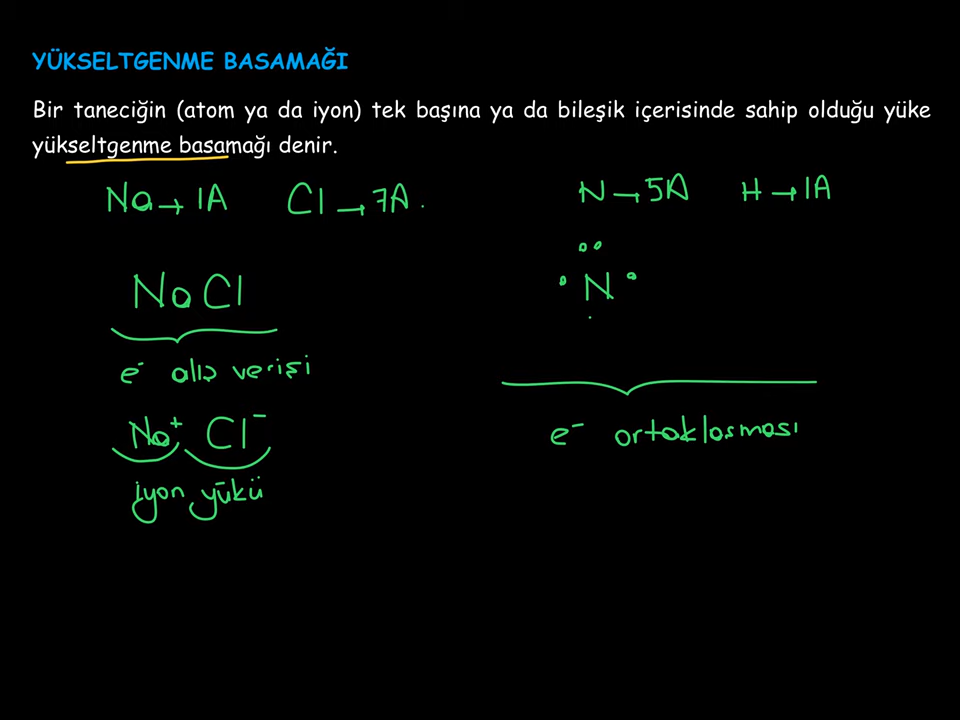 YÜKSELTGENME BASAMAĞI
Bir taneciğin (atom ya da iyon) tek başına ya da bileşik içerisinde sahip olduğu yüke
yükseltgenme basamağı denir.
Na → 1A Cl → 7A
N → 5A H → 1A
NaCl
N
e⁻ alış verişi
Na⁺ Cl⁻
e⁻ ortaklaşması
iyon yükü